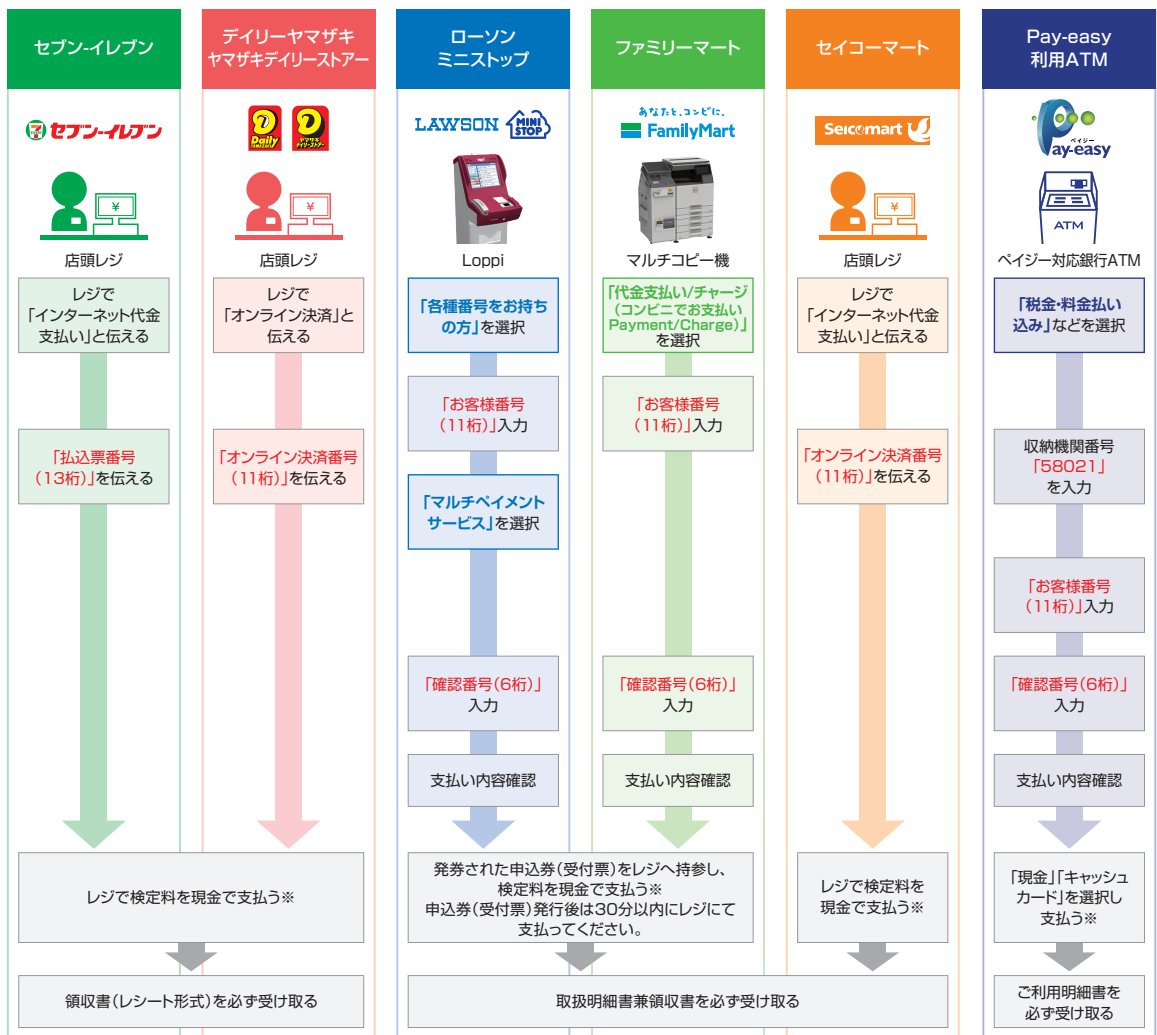 セブン-イレブン
デイリーヤマザキ
ヤマザキデイリーストアー
ローソン
ミニストップ
ファミリーマート
セイコーマート
Pay-easy
利用ATM
セブン-イレブン
Daily
YAMAZAKI
ヤマザキ
デイリーストアー
LAWSON
MINI
STOP
あなたと、コンビに、
FamilyMart
Seicomart
ペイジー
Pay-easy
¥
¥
¥
ATM
店頭レジ
店頭レジ
Loppi
マルチコピー機
店頭レジ
ペイジー対応銀行ATM
レジで
「インターネット代金
支払い」と伝える
「払込票番号
(13桁)」を伝える
レジで
「オンライン決済」と
伝える
「オンライン決済番号
(11桁)」を伝える
「各種番号をお持ち
の方」を選択
「お客様番号
(11桁)」入力
「マルチペイメント
サービス」を選択
「確認番号(6桁)」
入力
支払い内容確認
「代金支払い/チャージ
(コンビニでお支払い
Payment/Charge)」
を選択
「お客様番号
(11桁)」入力
「確認番号(6桁)」
入力
支払い内容確認
レジで
「インターネット代金
支払い」と伝える
「オンライン決済番号
(11桁)」を伝える
「税金・料金払い
込み」などを選択
収納機関番号
「58021」
を入力
「お客様番号
(11桁)」入力
「確認番号(6桁)」
入力
支払い内容確認
レジで検定料を現金で支払う※
発券された申込券(受付票)をレジへ持参し、
検定料を現金で支払う※
申込券(受付票)発行後は30分以内にレジにて
支払ってください。
レジで検定料を
現金で支払う※
「現金」「キャッシュ
カード」を選択し
支払う※
領収書(レシート形式)を必ず受け取る
取扱明細書兼領収書を必ず受け取る
ご利用明細書を
必ず受け取る